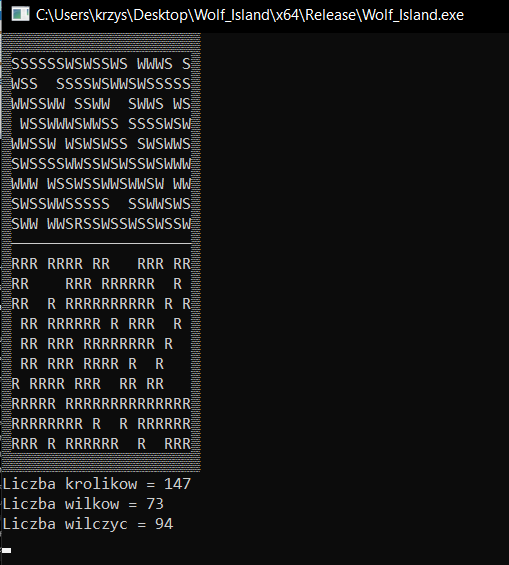 C:\Users\krzys\Desktop\Wolf_Island\x64\Release\Wolf_Island.exe
SSSSSSWSWSSWS WWWS S
WSS  SSSSWSWWSWSSSSS
WWSSWW SSWW  SWWS WS
 WSSWWWSWWSS SSSSWSW
WWSSW WSWSWSS SWSWWS
SWSSSSWWSSWSWSSWSWWW
WWW WSSWSSWWSWWSW WW
SWSSWWSSSSS  SSWWSWS
SWW WWSRSSWSSWSSWSSW
RRR RRRR RR   RRR RR
RR    RRR RRRRRR  R
RR  R RRRRRRRRRR R R
 RR RRRRRR R RRR  R
 RR RRR RRRRRRRR R
 RR RRR RRRR R  R
R RRRR RRR  RR RR
RRRRR RRRRRRRRRRRRRR
RRRRRRRR R  R RRRRRR
RRR R RRRRRR  R  RRR
Liczba krolikow = 147
Liczba wilkow = 73
Liczba wilczyc = 94